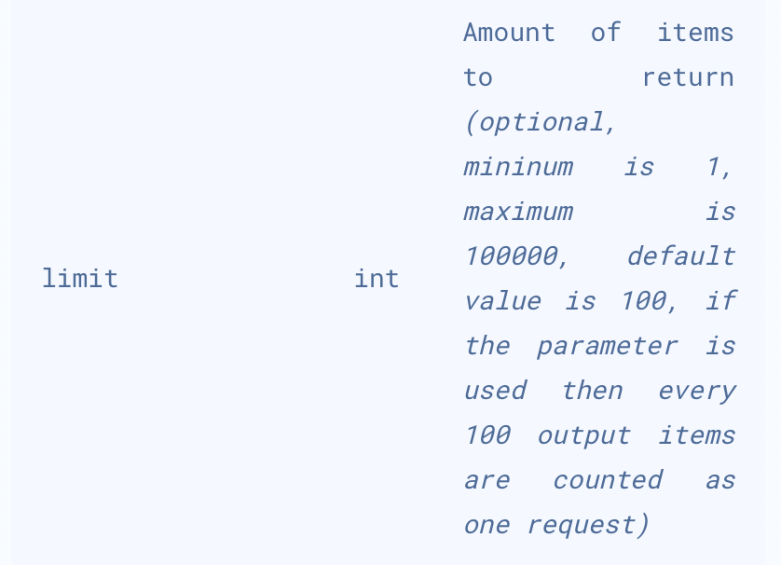 Amount of items
to return
(optional,
mininum is 1,
maximum is
100000, default
limit int
value is 100, if
the parameter is
used then every
100 output items
are counted as
one request)